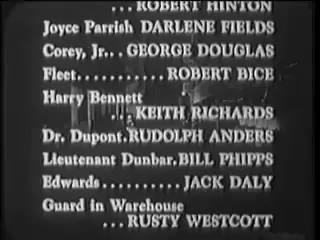 ...ROBERT HINTON
Joyce Parrish DARLENE FIELDS
Corey, Jr... GEORGE DOUGLAS
Fleet...........ROBERT BICE
Harry Bennett
...KEITH RICHARDS
Dr. Dupont.RUDOLPH ANDERS
Lieutenant Dunbar.BILL PHIPPS
Edwards..........JACK DALY
Guard in Warehouse
...RUSTY WESTCOTT